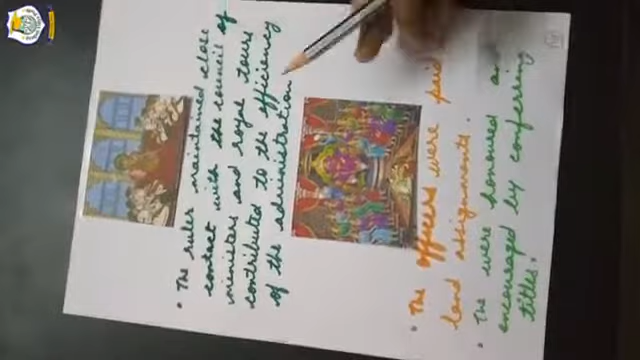 • The ruler maintained close
contact with the council of
ministers and royal tours
contributed to the efficiency
of the administration
• The officers were paid
land assignments.
• The were honoured an
encouraged by conferring
titles.